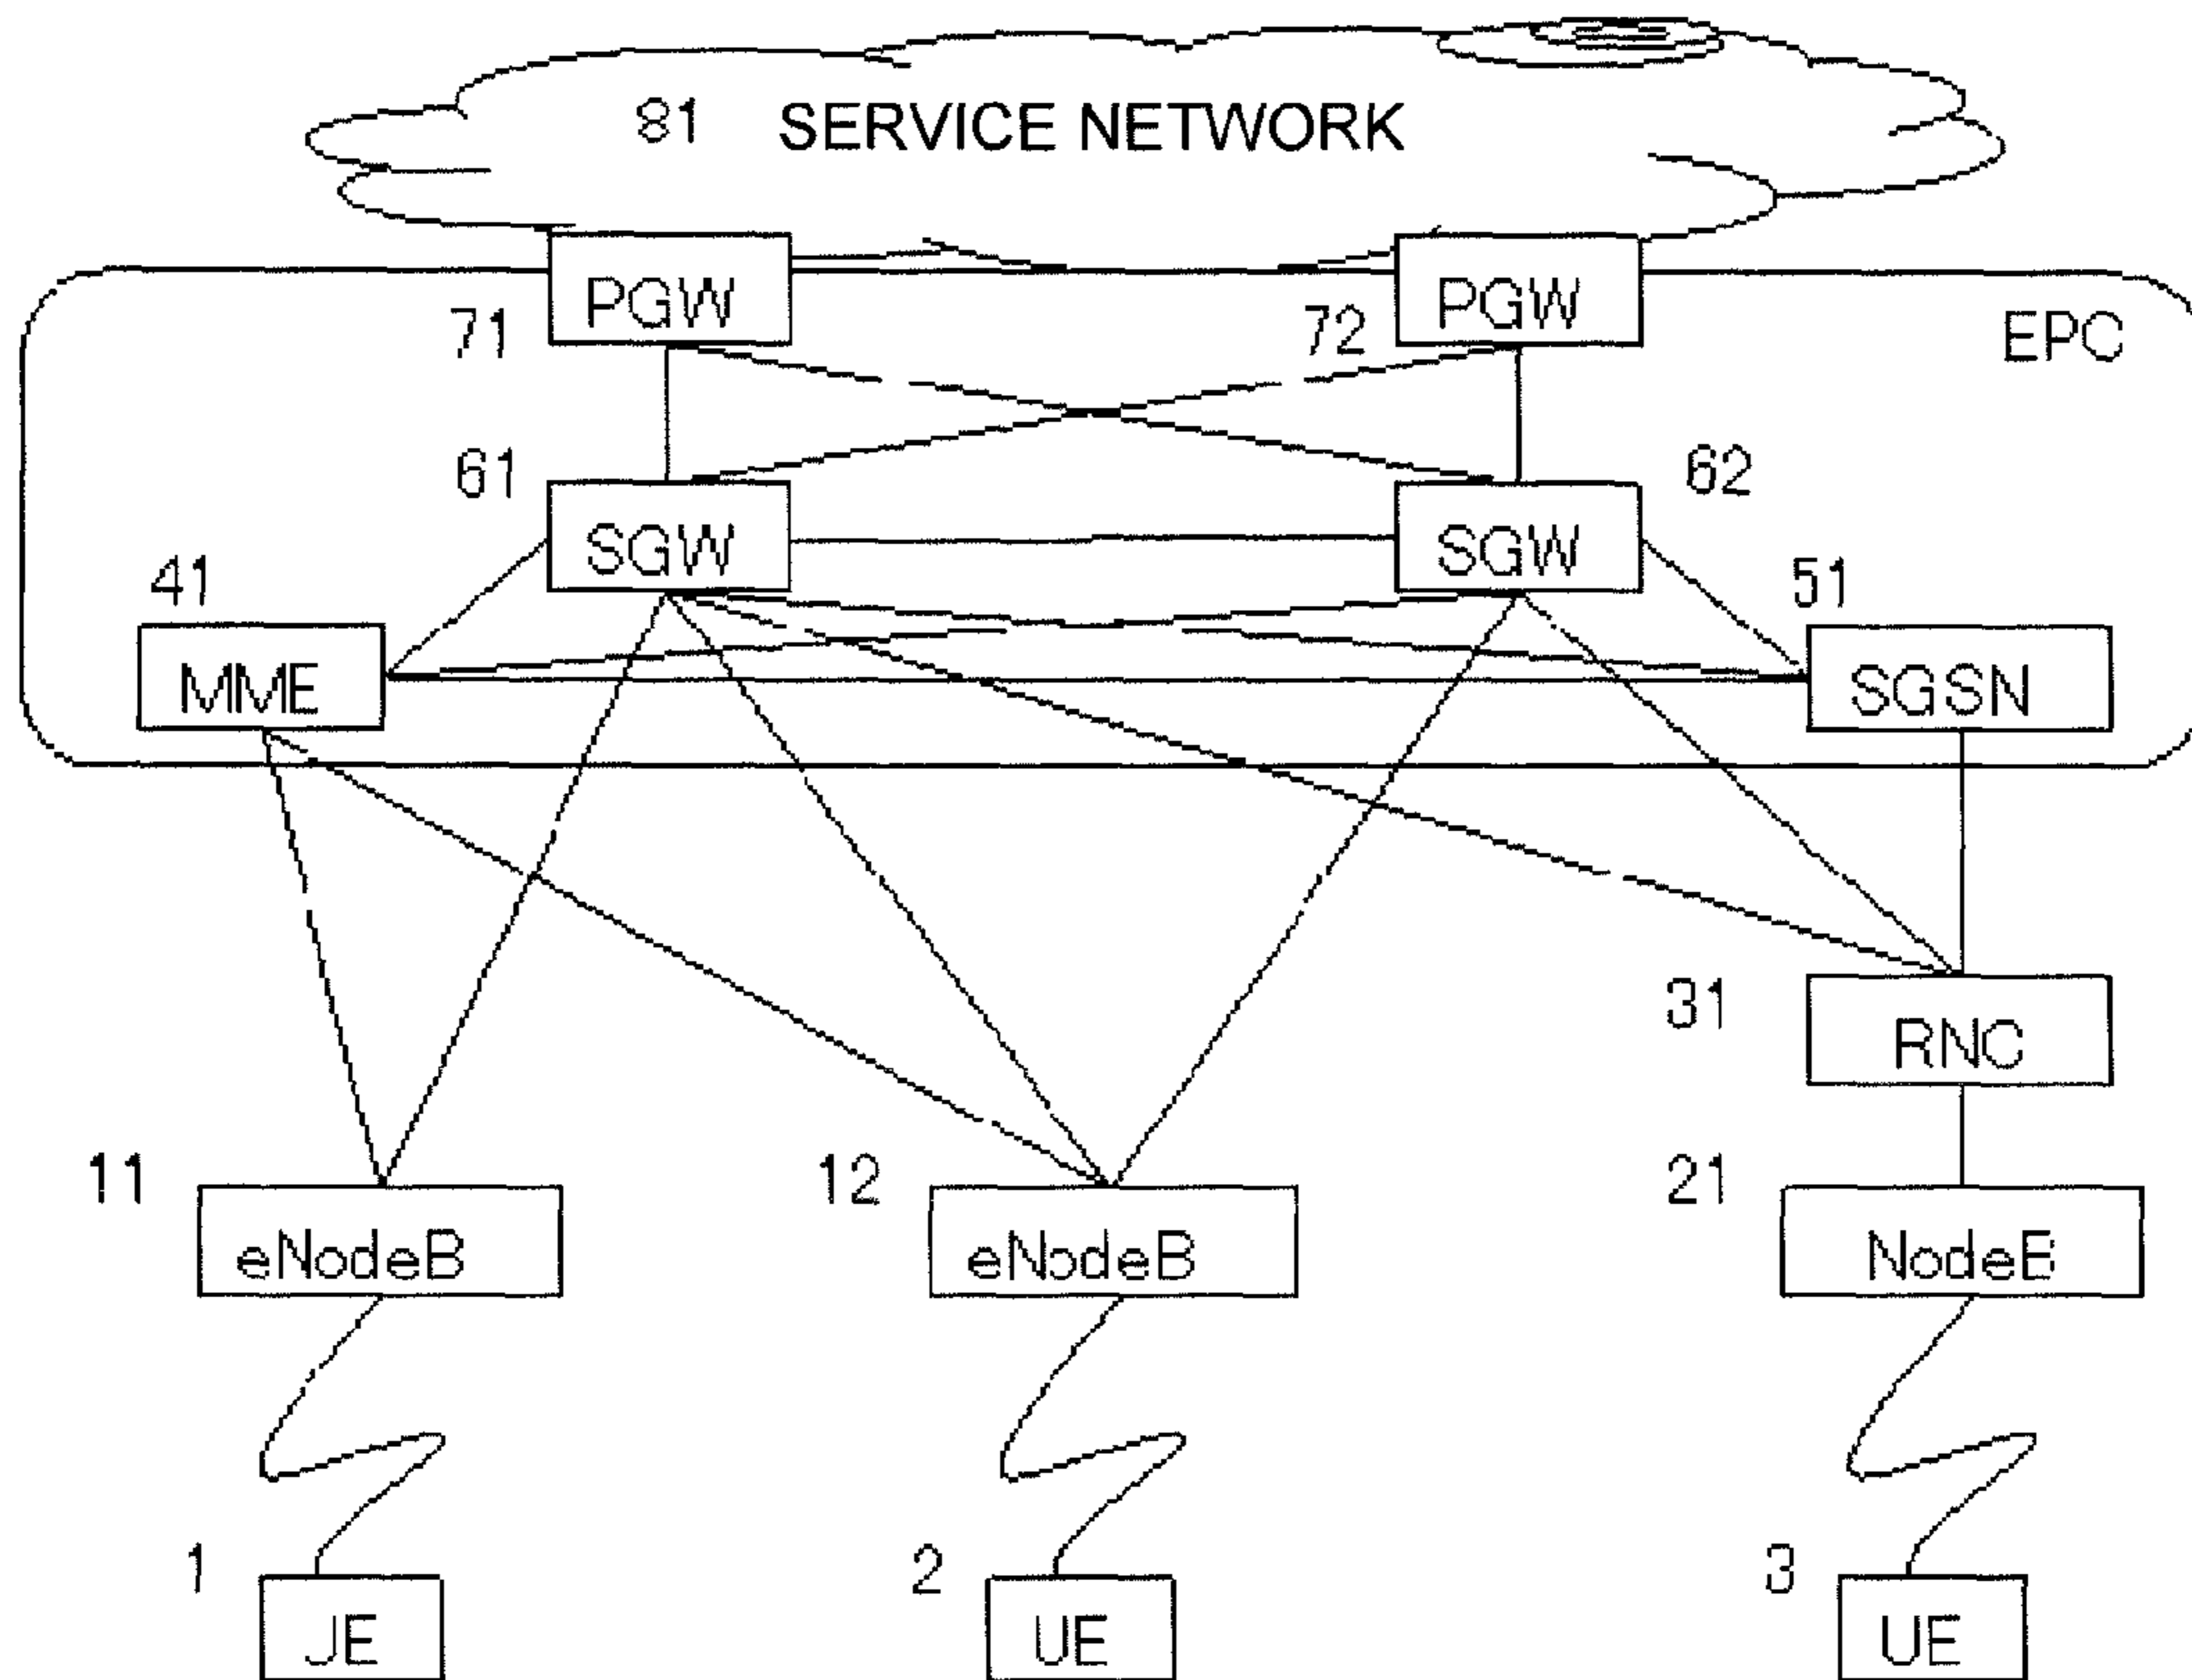 81 SERVICE NETWORK
PGW PGW
71 72 EPC
61 62
SGW SGW
41 51
MME SGSN
31
RNC
11 12 21
eNodeB eNodeB NodeB
1 2 3
JE UE UE